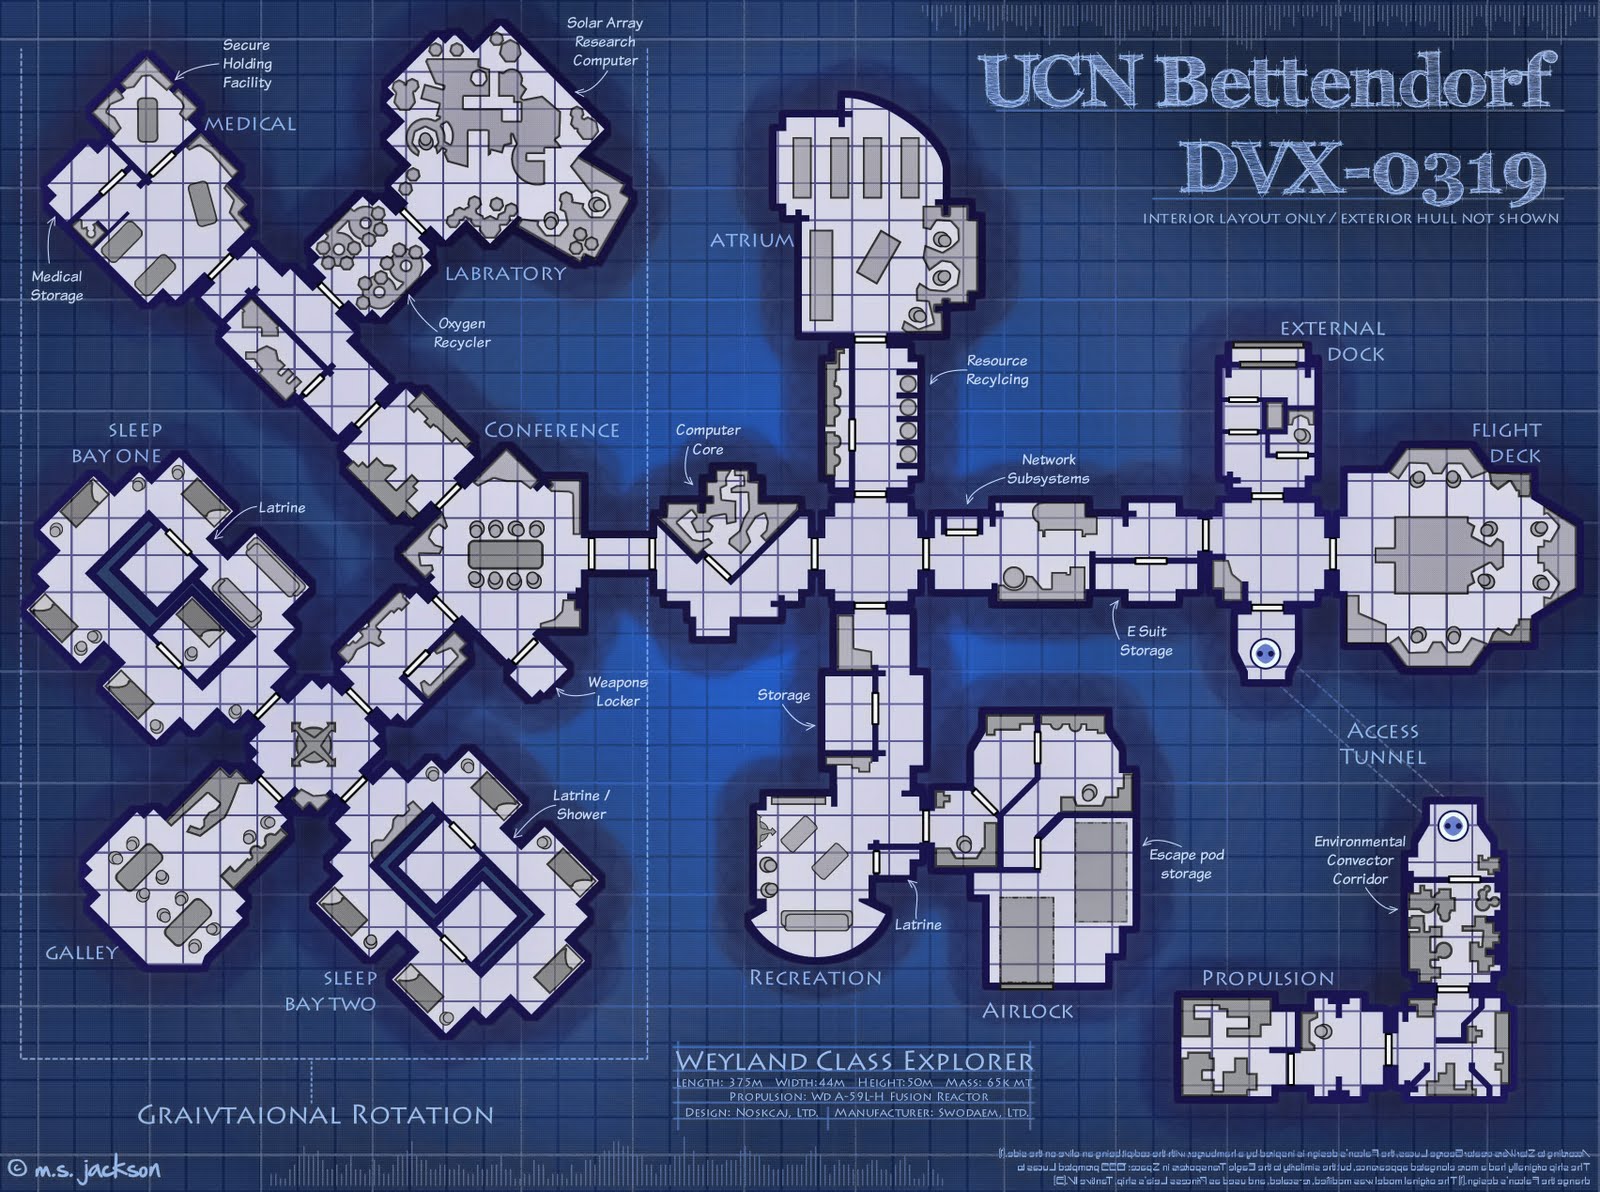 UCN Bettendorf
DVX-0319
INTERIOR LAYOUT ONLY / EXTERIOR HULL NOT SHOWN
Secure
Holding
Facility
MEDICAL
Medical
Storage
Solar Array
Research
Computer
LABRATORY
Oxygen
Recycler
ATRIUM
Resource
Recylcing
EXTERNAL
DOCK
FLIGHT
DECK
SLEEP
BAY ONE
Latrine
CONFERENCE
Computer
Core
Network
Subsystems
E Suit
Storage
Weapons
Locker
Storage
ACCESS
TUNNEL
GALLEY
SLEEP
BAY TWO
Latrine /
Shower
RECREATION
Latrine
AIRLOCK
Escape pod
storage
Environmental
Convector
Corridor
PROPULSION
GRAIVTAIONAL ROTATION
WEYLAND CLASS EXPLORER
LENGTH: 375M WIDTH:44M HEIGHT:50M MASS: 65K MT
PROPULSION: WD A-59L-H FUSION REACTOR
DESIGN: NOSKCAJ, LTD. | MANUFACTURER: SWODAEM, LTD.
© m.s. jackson